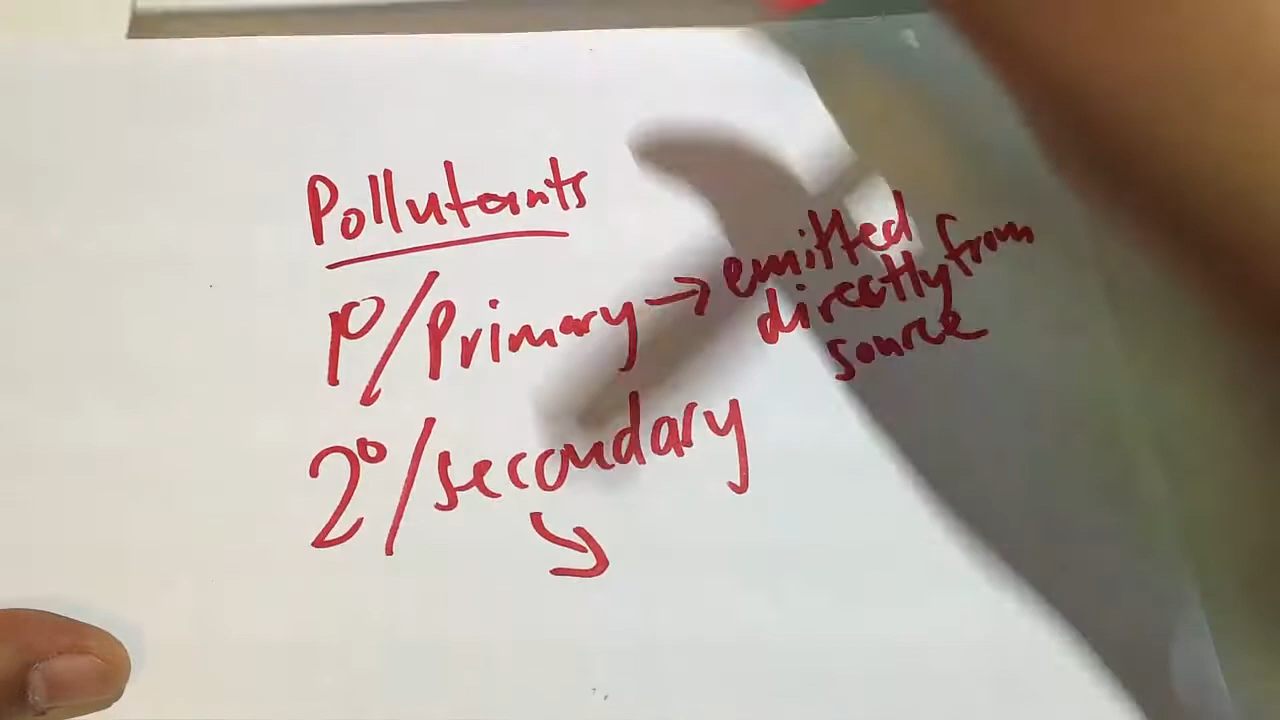 Pollutants
1°/Primary → emitted
directly from
source
2°/secondary
↘